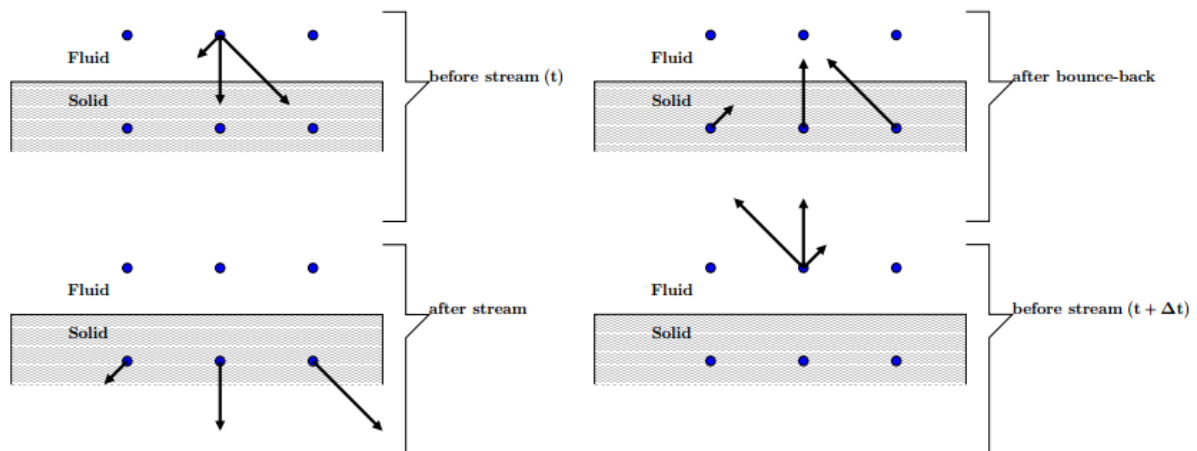 Fluid
Solid
before stream (t)
Fluid
Solid
after bounce-back
Fluid
Solid
after stream
Fluid
Solid
before stream (t + Δt)